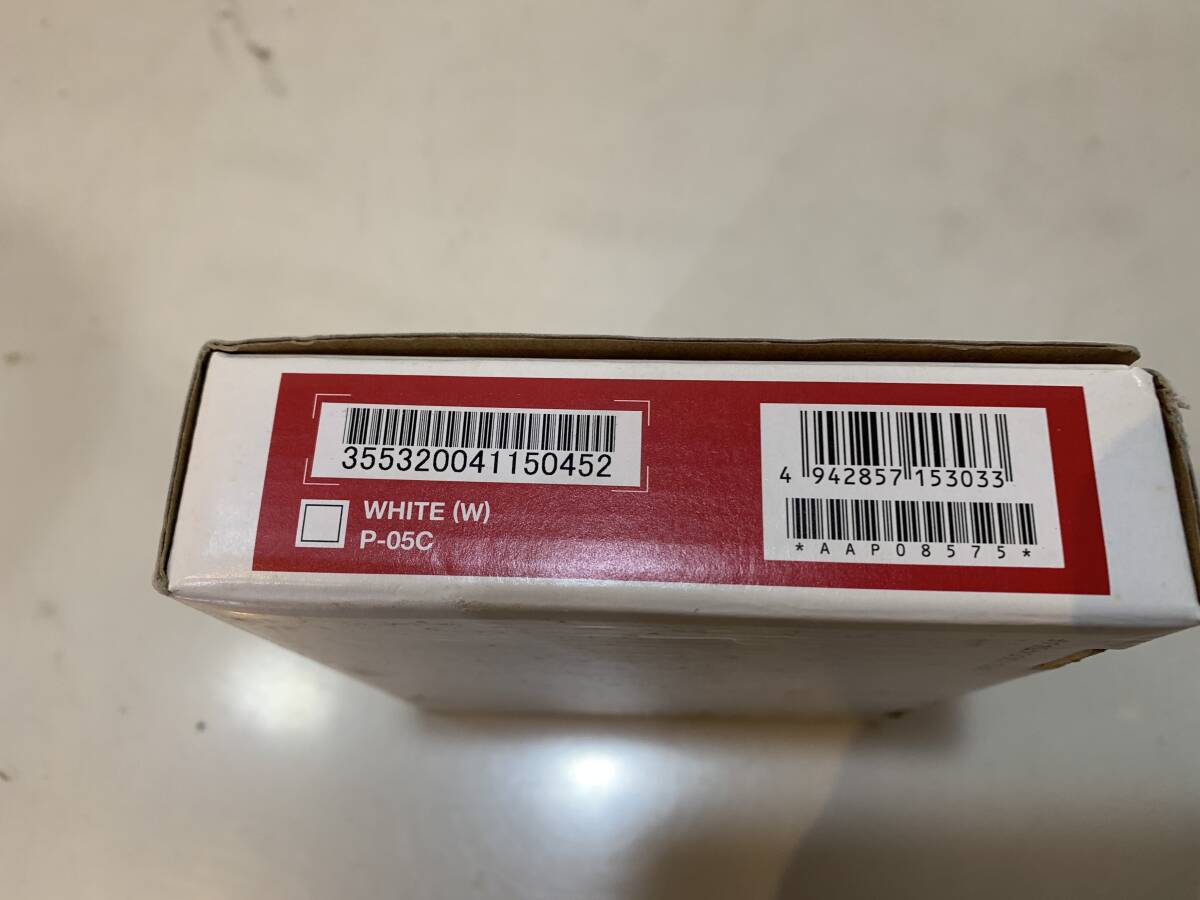 355320041150452
WHITE (W)
P-05C
4 942857 153033
*AAP08575*